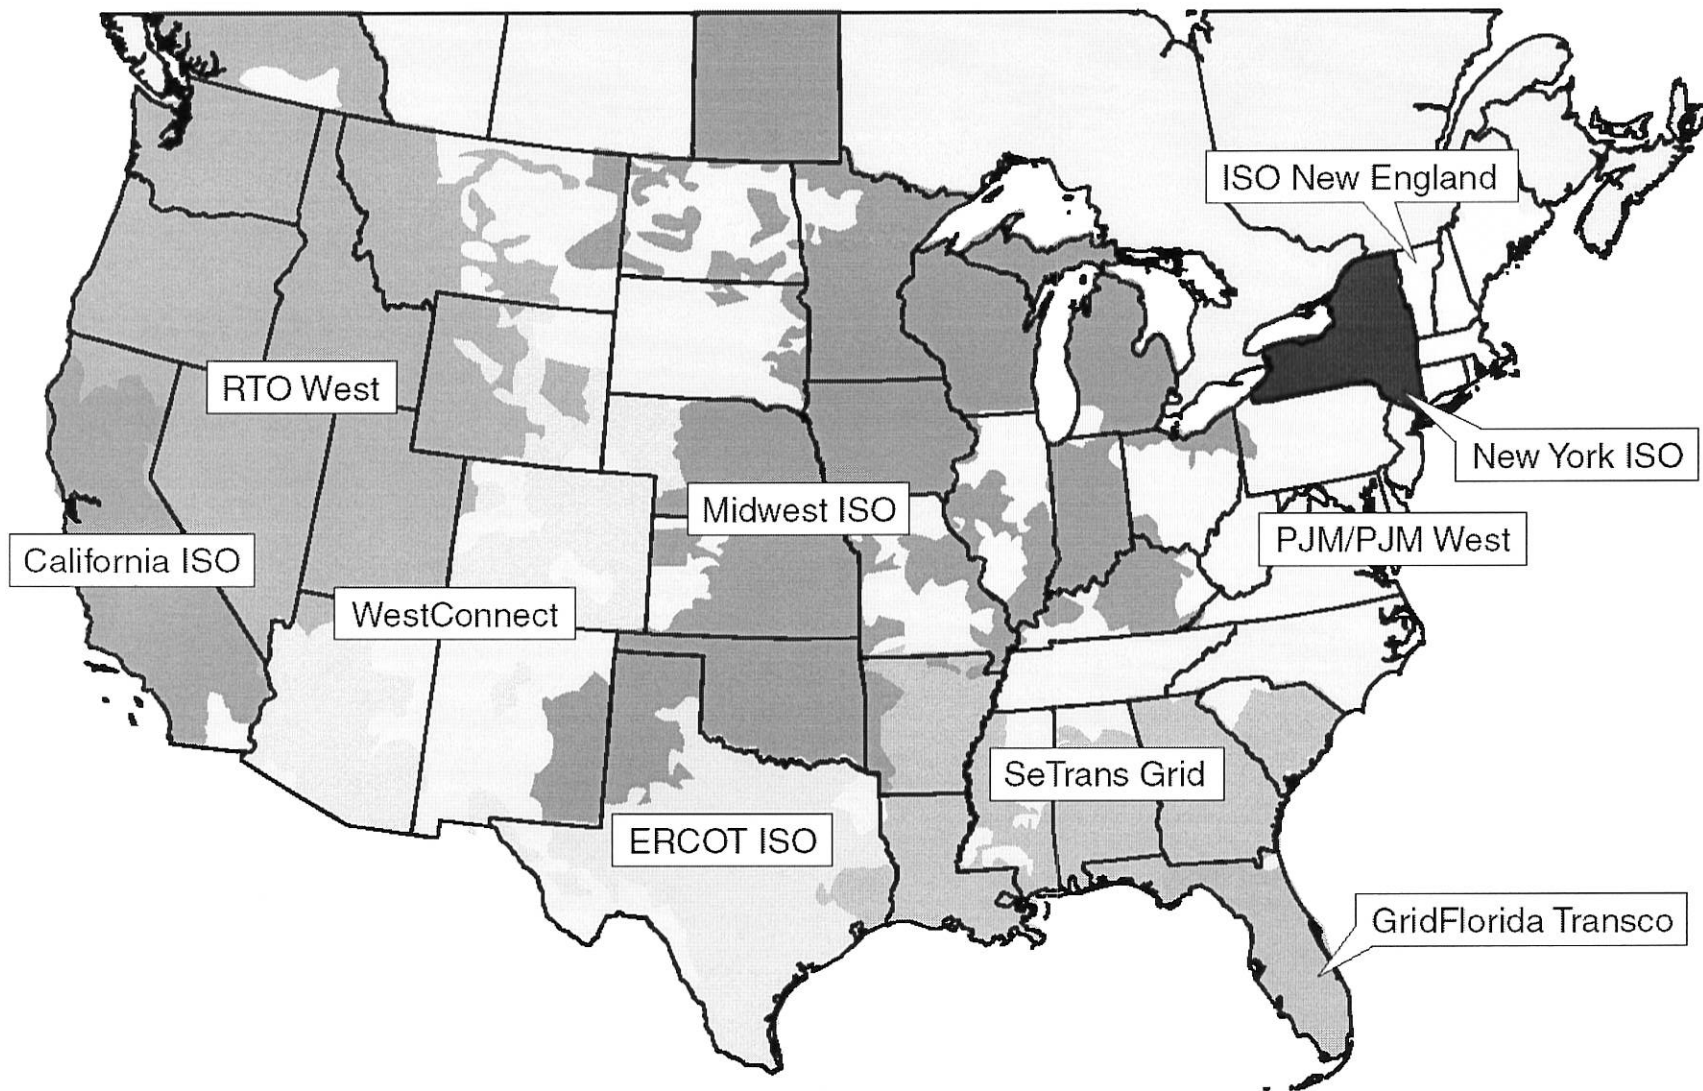 ISO New England
RTO West
New York ISO
Midwest ISO
California ISO
PJM/PJM West
WestConnect
SeTrans Grid
ERCOT ISO
GridFlorida Transco